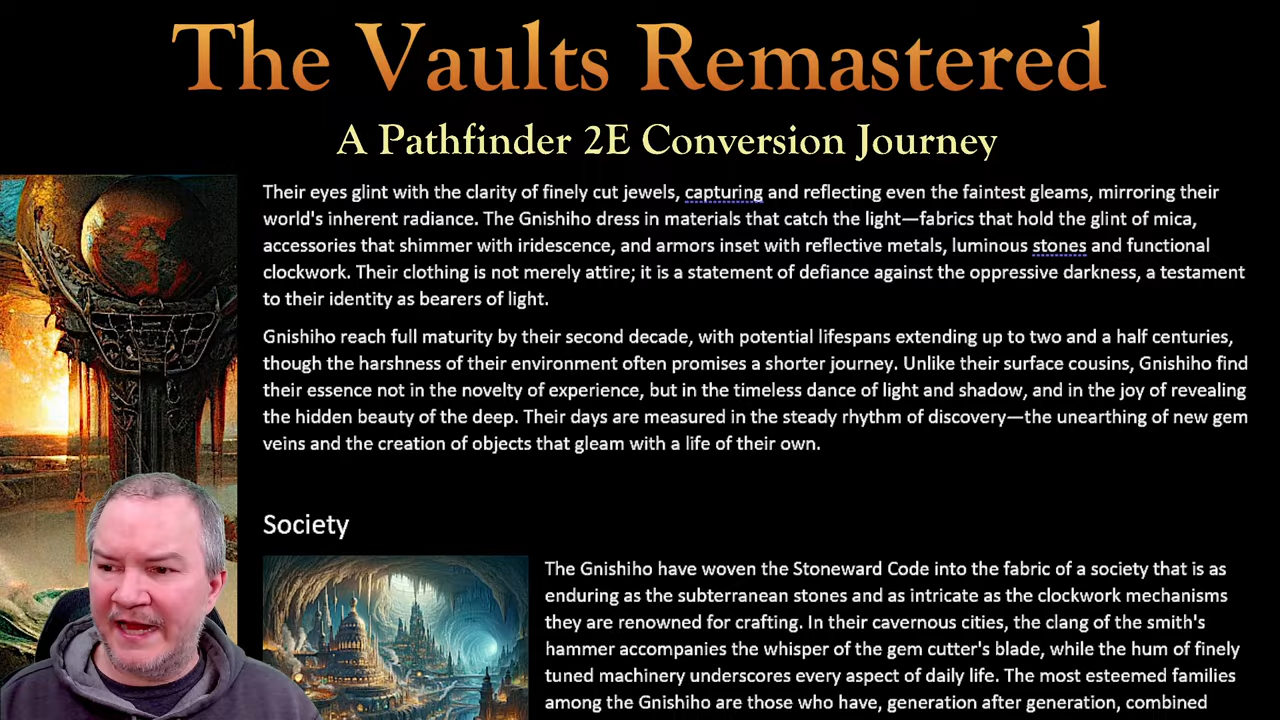 The Vaults Remastered
A Pathfinder 2E Conversion Journey
Their eyes glint with the clarity of finely cut jewels, capturing and reflecting even the faintest gleams, mirroring their
world's inherent radiance. The Gnishiho dress in materials that catch the light—fabrics that hold the glint of mica,
accessories that shimmer with iridescence, and armors inset with reflective metals, luminous stones and functional
clockwork. Their clothing is not merely attire; it is a statement of defiance against the oppressive darkness, a testament
to their identity as bearers of light.
Gnishiho reach full maturity by their second decade, with potential lifespans extending up to two and a half centuries,
though the harshness of their environment often promises a shorter journey. Unlike their surface cousins, Gnishiho find
their essence not in the novelty of experience, but in the timeless dance of light and shadow, and in the joy of revealing
the hidden beauty of the deep. Their days are measured in the steady rhythm of discovery—the unearthing of new gem
veins and the creation of objects that gleam with a life of their own.
Society
The Gnishiho have woven the Stoneward Code into the fabric of a society that is as
enduring as the subterranean stones and as intricate as the clockwork mechanisms
they are renowned for crafting. In their cavernous cities, the clang of the smith's
hammer accompanies the whisper of the gem cutter's blade, while the hum of finely
tuned machinery underscores every aspect of daily life. The most esteemed families
among the Gnishiho are those who have, generation after generation, combined